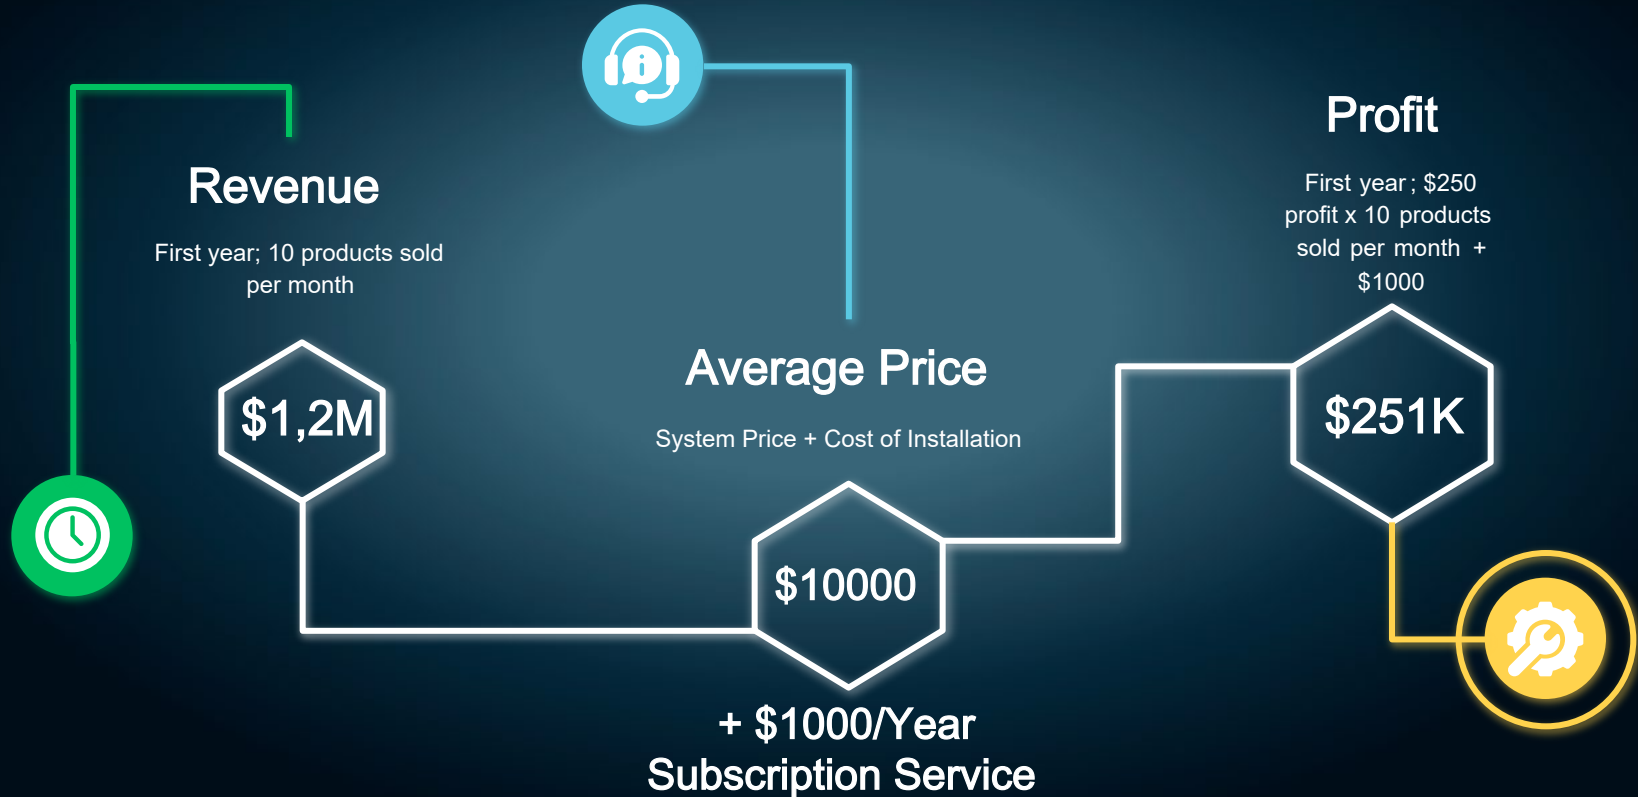 Revenue
First year; 10 products sold
per month
$1,2M
Average Price
System Price + Cost of Installation
$10000
+ $1000/Year
Subscription Service
Profit
First year ; $250
profit x 10 products
sold per month +
$1000
$251K